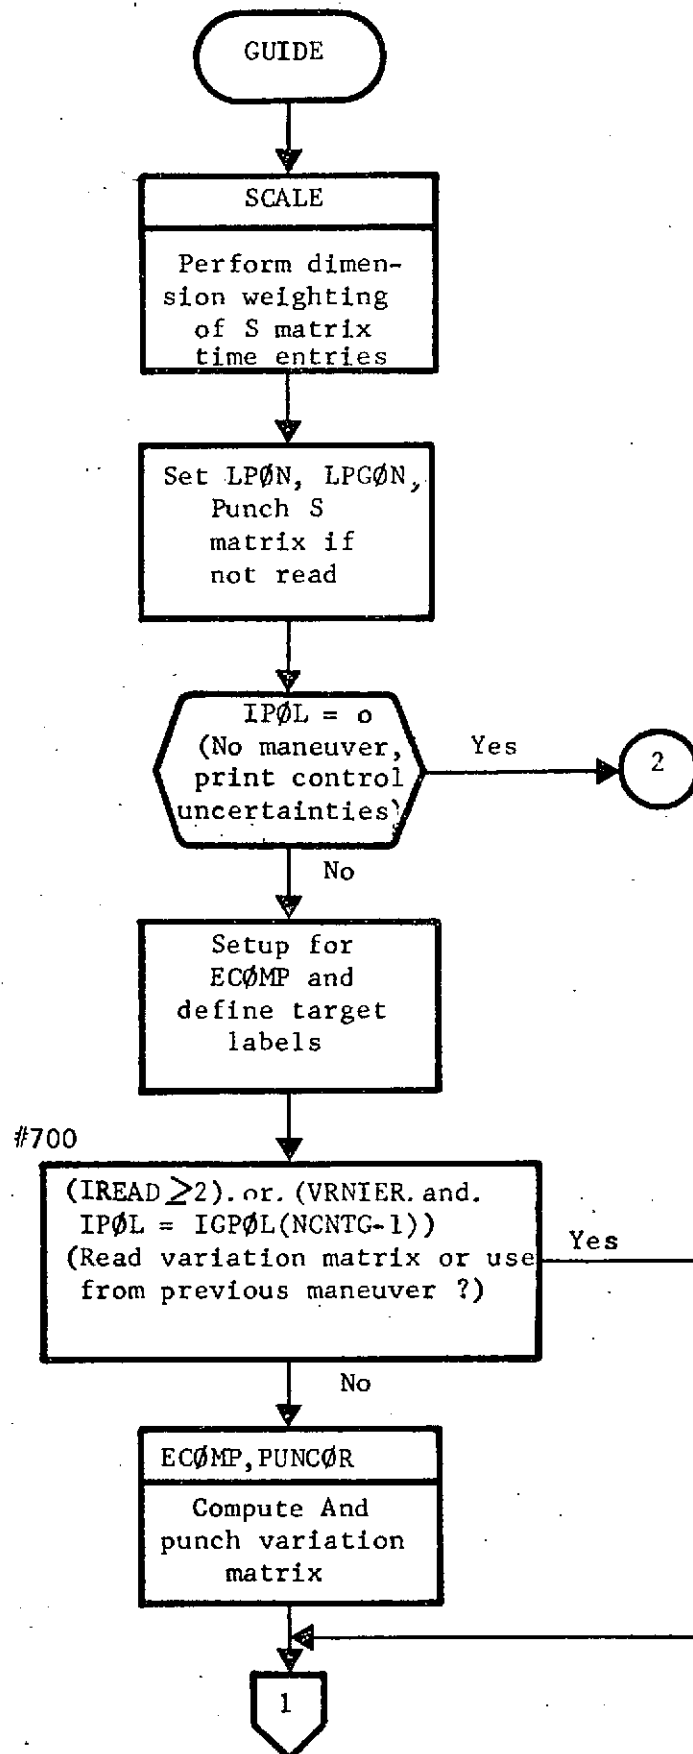 GUIDE
SCALE
Perform dimen-
sion weighting
of S matrix
time entries
Set LPØN, LPGØN,
Punch S
matrix if
not read
IPØL = o
(No maneuver,
print control
uncertainties)
Yes
2
No
Setup for
ECØMP and
define target
labels
#700
(IREAD ≥2).or.(VRNIER.and.
IPØL = IGPØL(NCNTG-1))
(Read variation matrix or use
from previous maneuver ?)
Yes
No
ECØMP,PUNCØR
Compute And
punch variation
matrix
1